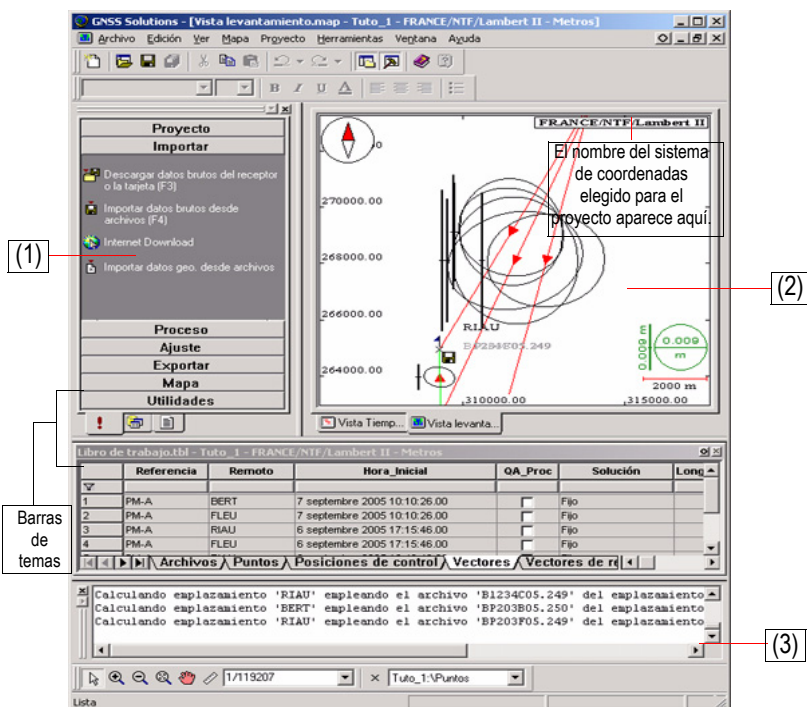 GNSS Solutions - [Vista levantamiento.map - Tuto_1 - FRANCE/NTF/Lambert II - Metros]
Archivo Edición Ver Mapa Proyecto Herramientas Ventana Ayuda
B I U A
Proyecto
Importar
Descargar datos brutos del receptor
o la tarjeta (F3)
Importar datos brutos desde
archivos (F4)
Internet Download
Importar datos geo. desde archivos
Proceso
Ajuste
Exportar
Mapa
Utilidades
(1)
FRANCE/NTF/Lambert II
El nombre del sistema
de coordenadas
elegido para el
proyecto aparece aquí.
270000.00
268000.00
266000.00
264000.00
RIAU
BP284E05.249
310000.00
315000.00
0.009 m
0.009
m
2000 m
(2)
Vista Tiemp... Vista levanta...
Libro de trabajo.tbl - Tuto_1 - FRANCE/NTF/Lambert II - Metros
Referencia Remoto Hora_Inicial QA_Proc Solución Long
1 PM-A BERT 7 septembre 2005 10:10:26.00 Fijo
2 PM-A FLEU 7 septembre 2005 10:10:26.00 Fijo
3 PM-A RIAU 6 septembre 2005 17:15:46.00 Fijo
4 PM-A FLEU 6 septembre 2005 17:15:46.00 Fijo
Archivos Puntos Posiciones de control Vectores Vectores de re
Barras
de
temas
Calculando emplazamiento 'RIAU' empleando el archivo 'B1234C05.249' del emplazamiento
Calculando emplazamiento 'BERT' empleando el archivo 'BP203B05.250' del emplazamiento
Calculando emplazamiento 'RIAU' empleando el archivo 'BP203F05.249' del emplazamiento
(3)
1/119207 Tuto_1:\Puntos
Lista